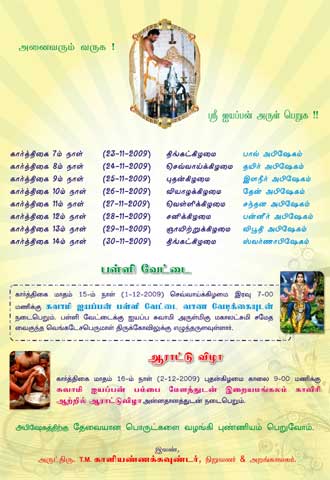 அனைவரும் வருக !
ஸ்ரீ ஐயப்பன் அருள் பெறுக !!
கார்த்திகை 7ம் நாள் (23-11-2009) திங்கட்கிழமை பால் அபிஷேகம்
கார்த்திகை 8ம் நாள் (24-11-2009) செவ்வாய்க்கிழமை தயிர் அபிஷேகம்
கார்த்திகை 9ம் நாள் (25-11-2009) புதன்கிழமை இளநீர் அபிஷேகம்
கார்த்திகை 10ம் நாள் (26-11-2009) வியாழக்கிழமை தேன் அபிஷேகம்
கார்த்திகை 11ம் நாள் (27-11-2009) வெள்ளிக்கிழமை சந்தன அபிஷேகம்
கார்த்திகை 12ம் நாள் (28-11-2009) சனிக்கிழமை பன்னீர் அபிஷேகம்
கார்த்திகை 13ம் நாள் (29-11-2009) ஞாயிற்றுக்கிழமை விபூதி அபிஷேகம்
கார்த்திகை 14ம் நாள் (30-11-2009) திங்கட்கிழமை ஸ்வர்ணாபிஷேகம்
பள்ளி வேட்டை
கார்த்திகை மாதம் 15-ம் நாள் (1-12-2009) செவ்வாய்க்கிழமை இரவு 7-00
மணிக்கு சுவாமி ஐயப்பன் பள்ளி வேட்டை வாண வேடிக்கையுடன்
நடைபெறும். பள்ளி வேட்டைக்கு ஐயப்ப சுவாமி அருள்மிகு மகாலட்சுமி சமேத
வைகுந்த வெங்கடேசபெருமாள் திருக்கோவிலுக்கு எழுந்தருளுள்ளார்.
ஆராட்டு விழா
கார்த்திகை மாதம் 16-ம் நாள் (2-12-2009) புதன்கிழமை காலை 9-00 மணிக்கு
சுவாமி ஐயப்பன் பம்பை மேளத்துடன் இறையமங்கலம் காவிரி
ஆற்றில் ஆராட்டுவிழா அன்னதானத்துடன் நடைபெறும்.
அபிஷேகத்திற்கு தேவையான பொருட்களை வழங்கி புண்ணியம் பெறுவோம்.
இவண்,
அருட்திரு. T.M. காளியண்ணக்கவுண்டர், நிறுவனர் & அறங்காவலர்.